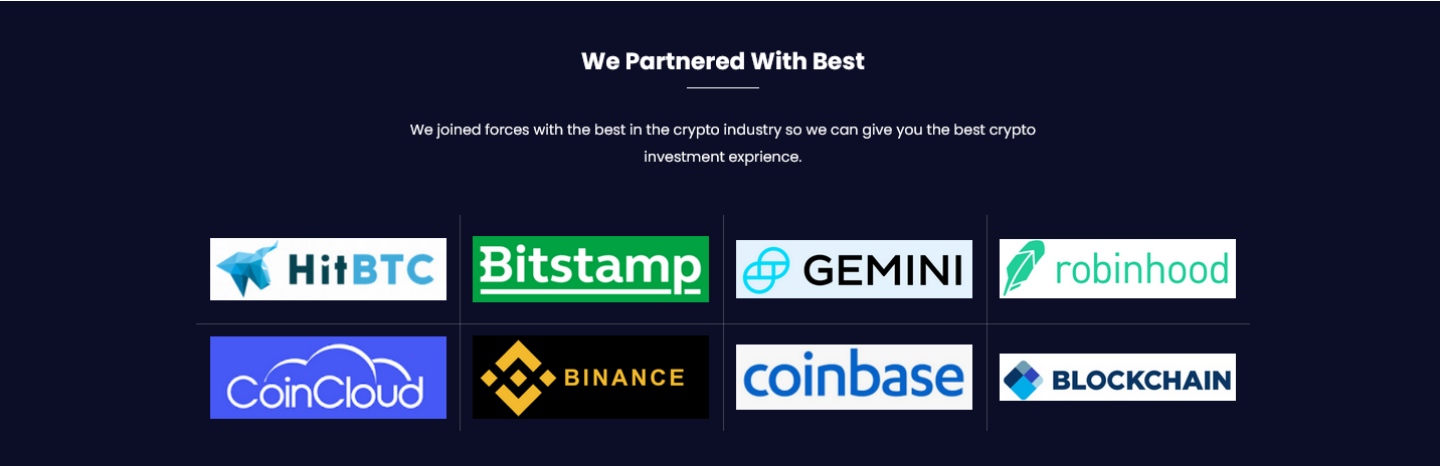 We Partnered With Best
We joined forces with the best in the crypto industry so we can give you the best crypto
investment exprience.
HitBTC
Bitstamp
GEMINI
robinhood
CoinCloud
BINANCE
coinbase
BLOCKCHAIN